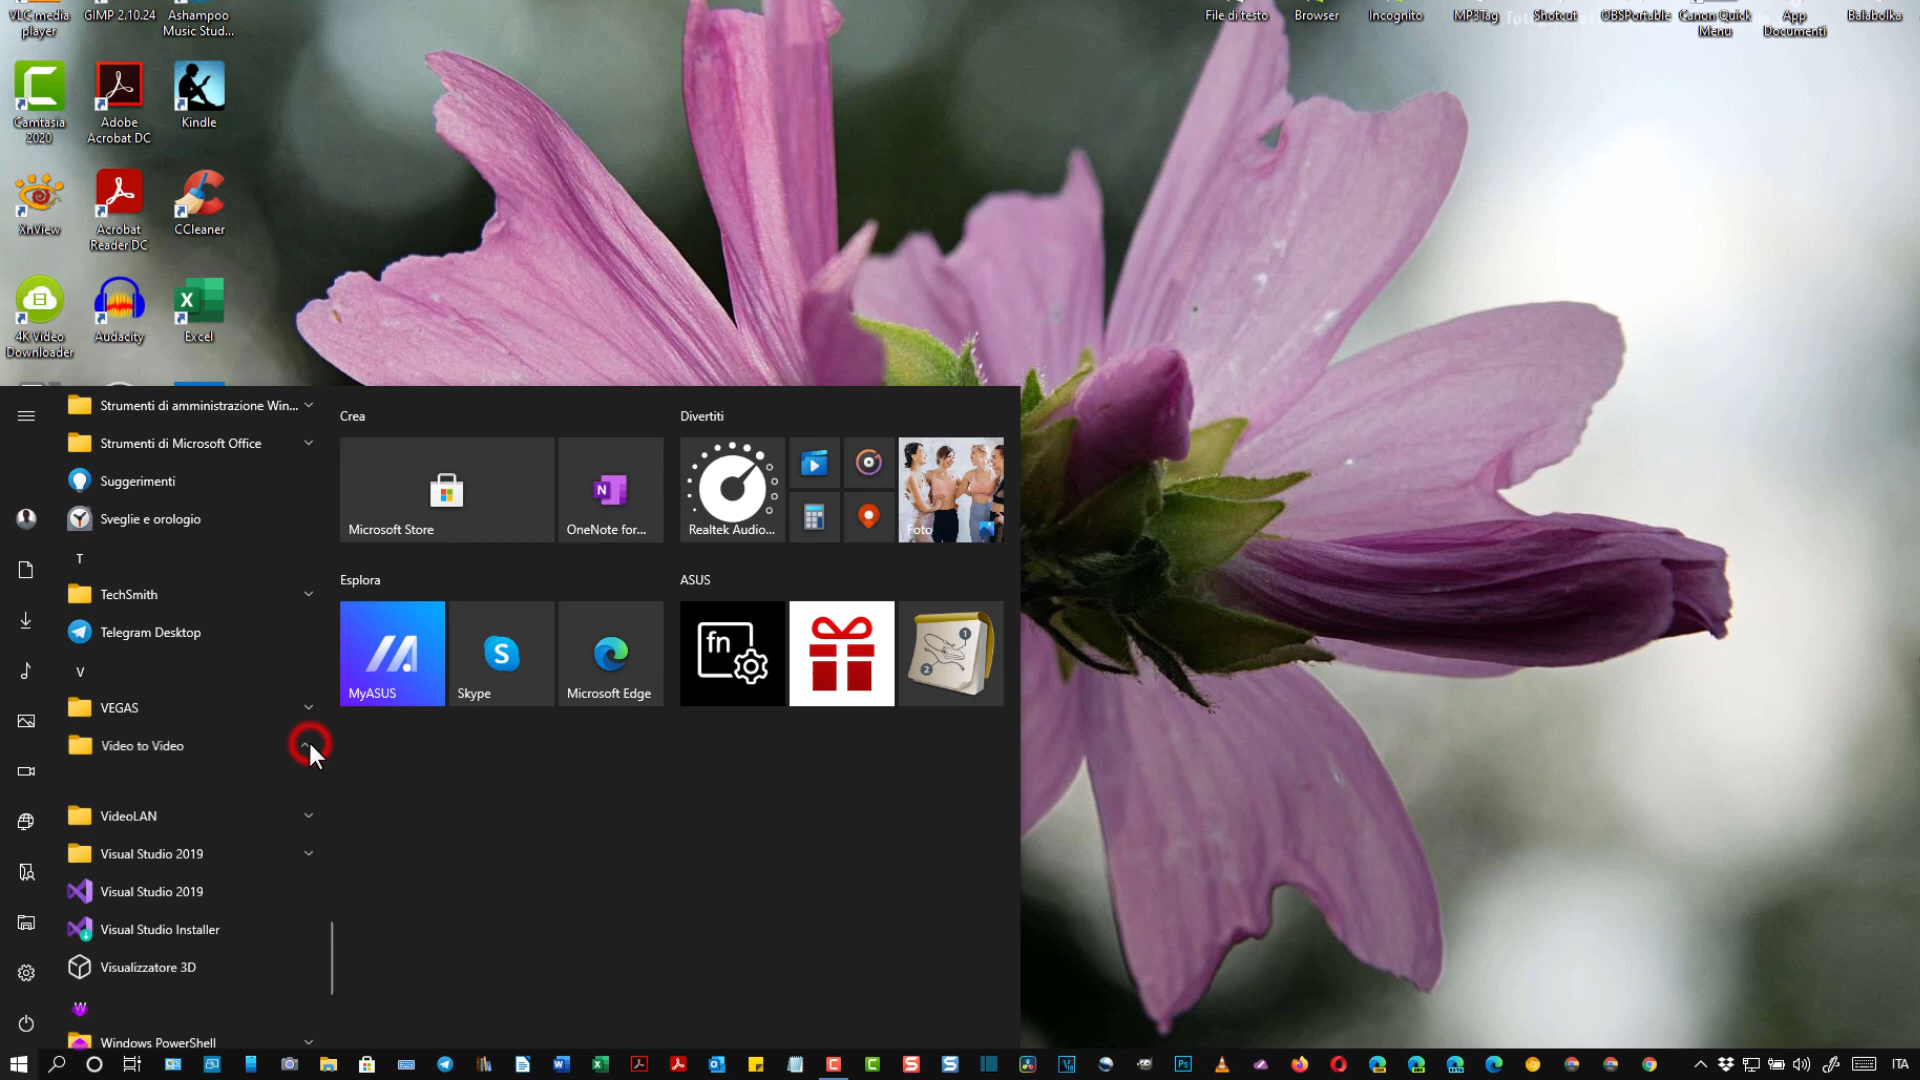 VLC media
player
GIMP 2.10.24
Ashampoo
Music Stud...
File di testo
Browser
Incognito
MP3Tag
Shotcut
OBSPortable
Canon Quick
Menu
App
Documenti
Balabolka
Camtasia
2020
Adobe
Acrobat DC
Kindle
XnView
Acrobat
Reader DC
CCleaner
4K Video
Downloader
Audacity
Excel
Strumenti di amministrazione Win...
Strumenti di Microsoft Office
Suggerimenti
Sveglie e orologio
T
TechSmith
Telegram Desktop
V
VEGAS
Video to Video
VideoLAN
Visual Studio 2019
Visual Studio 2019
Visual Studio Installer
Visualizzatore 3D
W
Windows PowerShell
Crea
Microsoft Store
OneNote for...
Divertiti
Realtek Audio...
Foto
Esplora
MyASUS
Skype
Microsoft Edge
ASUS
fn
ITA